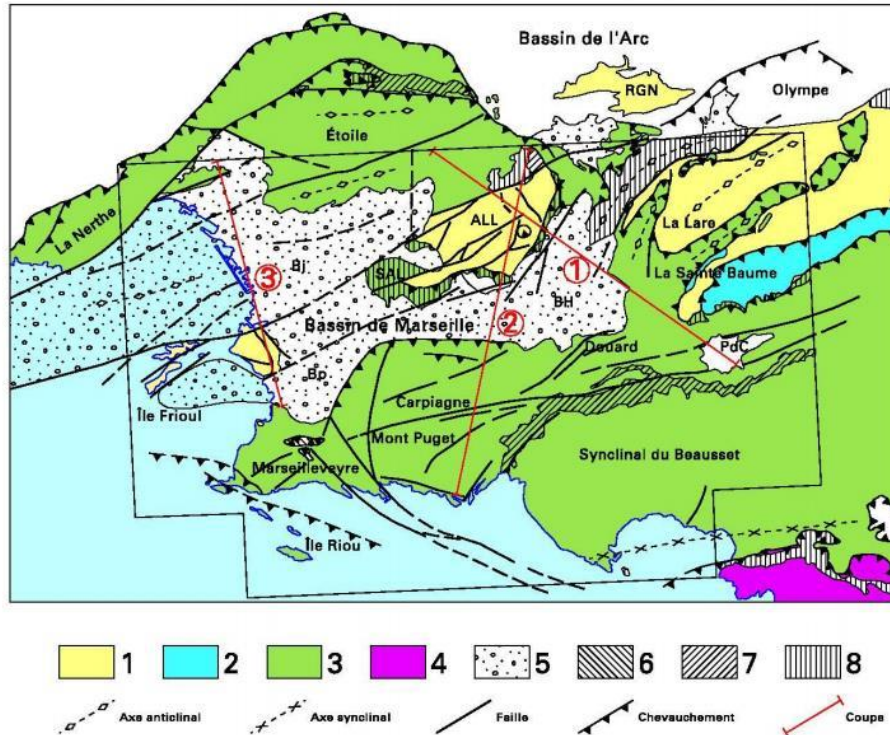 Bassin de l'Arc
RGN
Olympe
Étoile
La Nerthe
ALL
La Lare
SAL
La Sainte Baume
Bj
3
1
BH
Bassin de Marseille
2
PdC
Douard
Bp
Île Frioul
Carpiagne
Mont Puget
Synclinal du Beausset
Marseilleveyre
Île Riou
1 2 3 4 5 6 7 8
Axe anticlinal Axe synclinal Faille Chevauchement Coupe